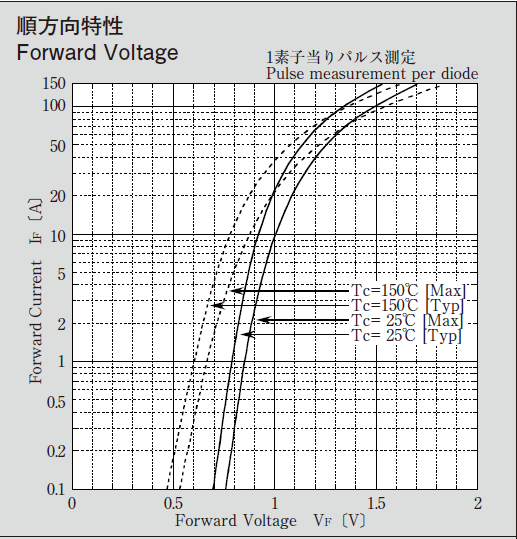 順方向特性
Forward Voltage
1素子当りパルス測定
Pulse measurement per diode
150
100
50
20
10
5
2
1
0.5
0.2
0.1
Forward Current IF〔A〕
Tc=150℃ [Max]
Tc=150℃ [Typ]
Tc= 25℃ [Max]
Tc= 25℃ [Typ]
0 0.5 1 1.5 2
Forward Voltage VF〔V〕